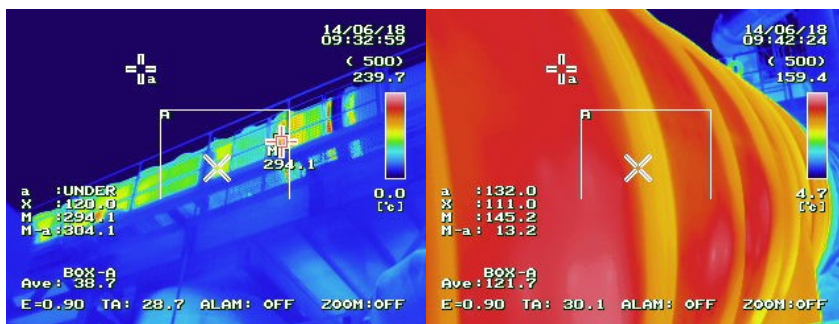 14/06/18
09:32:59
( 500)
239.7
a
A
M
294.1
a :UNDER
X :120.0
M :294.1
M-a:304.1
0.0
[℃]
BOX-A
Ave: 38.7
E=0.90 TA: 28.7 ALAM: OFF ZOOM:OFF
14/06/18
09:42:24
( 500)
159.4
a
A
a :132.0
X :111.0
M :145.2
M-a: 13.2
4.7
[℃]
BOX-A
Ave:121.7
E=0.90 TA: 30.1 ALAM: OFF ZOOM:OFF